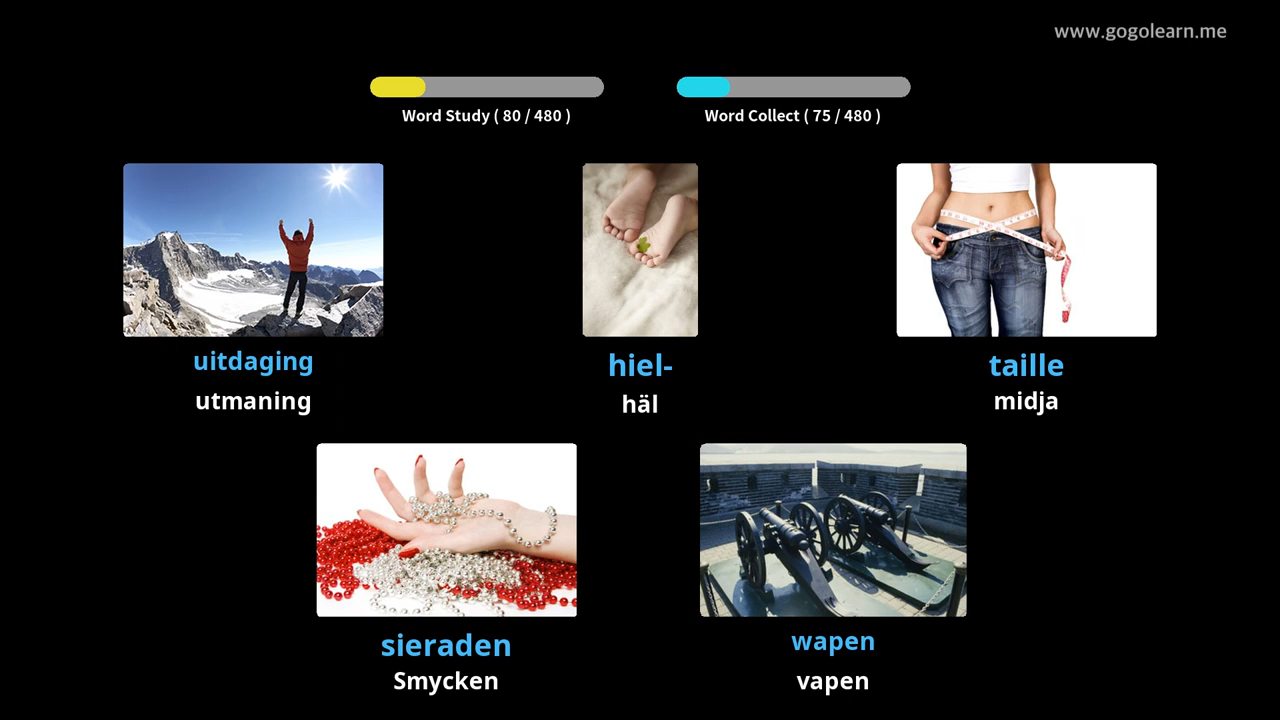 www.gogolearn.me
Word Study ( 80 / 480 )
Word Collect ( 75 / 480 )
uitdaging
utmaning
hiel-
häl
taille
midja
sieraden
Smycken
wapen
vapen